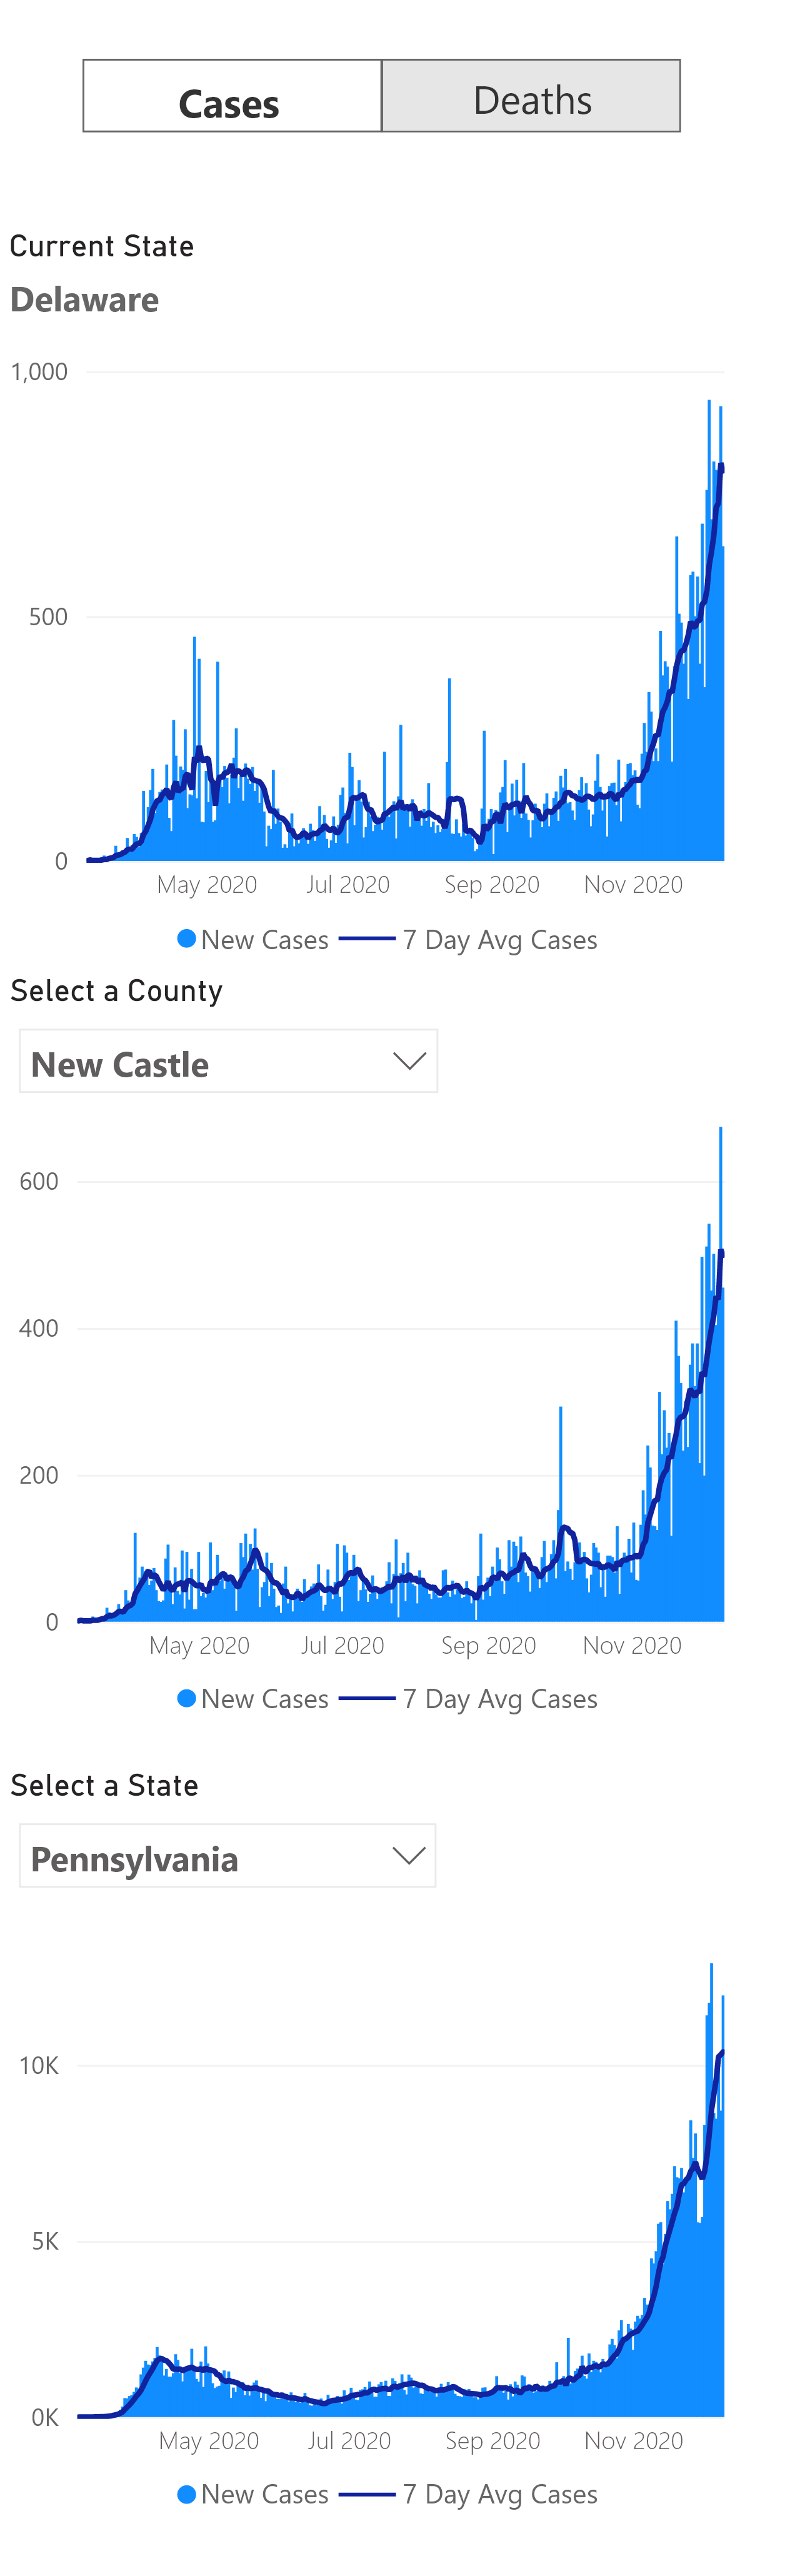 Cases Deaths
Current State
Delaware
1,000
500
0
May 2020 Jul 2020 Sep 2020 Nov 2020
New Cases 7 Day Avg Cases
Select a County
New Castle
600
400
200
0
May 2020 Jul 2020 Sep 2020 Nov 2020
New Cases 7 Day Avg Cases
Select a State
Pennsylvania
10K
5K
0K
May 2020 Jul 2020 Sep 2020 Nov 2020
New Cases 7 Day Avg Cases